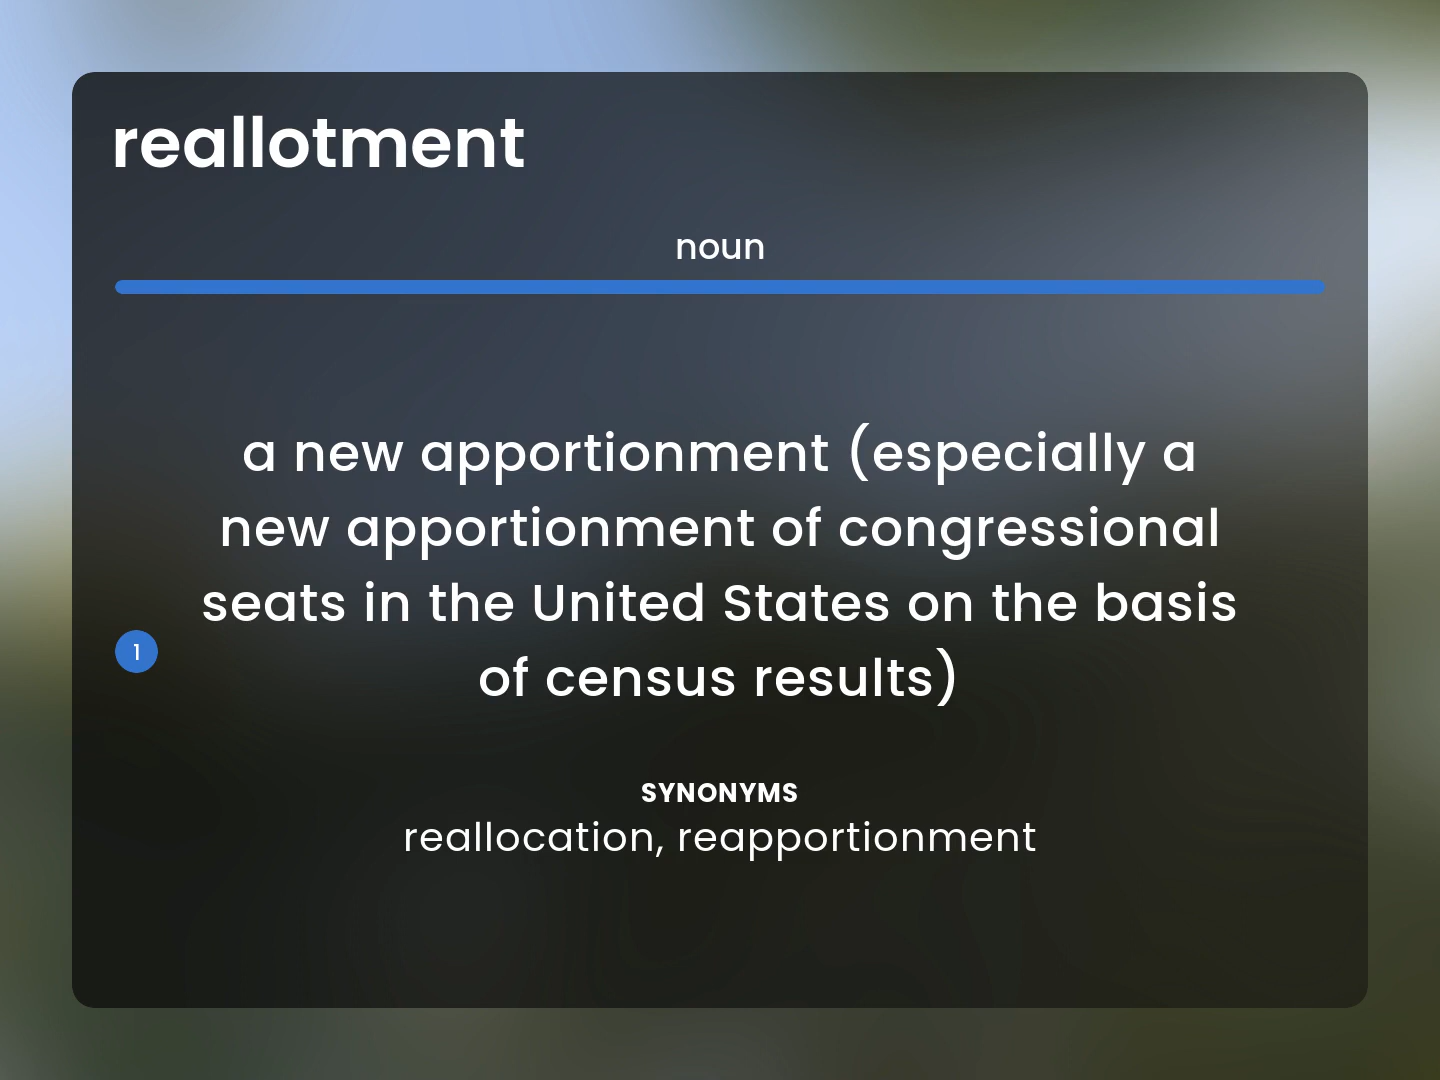 reallotment
noun
a new apportionment (especially a
new apportionment of congressional
seats in the United States on the basis
of census results)
1
SYNONYMS
reallocation, reapportionment